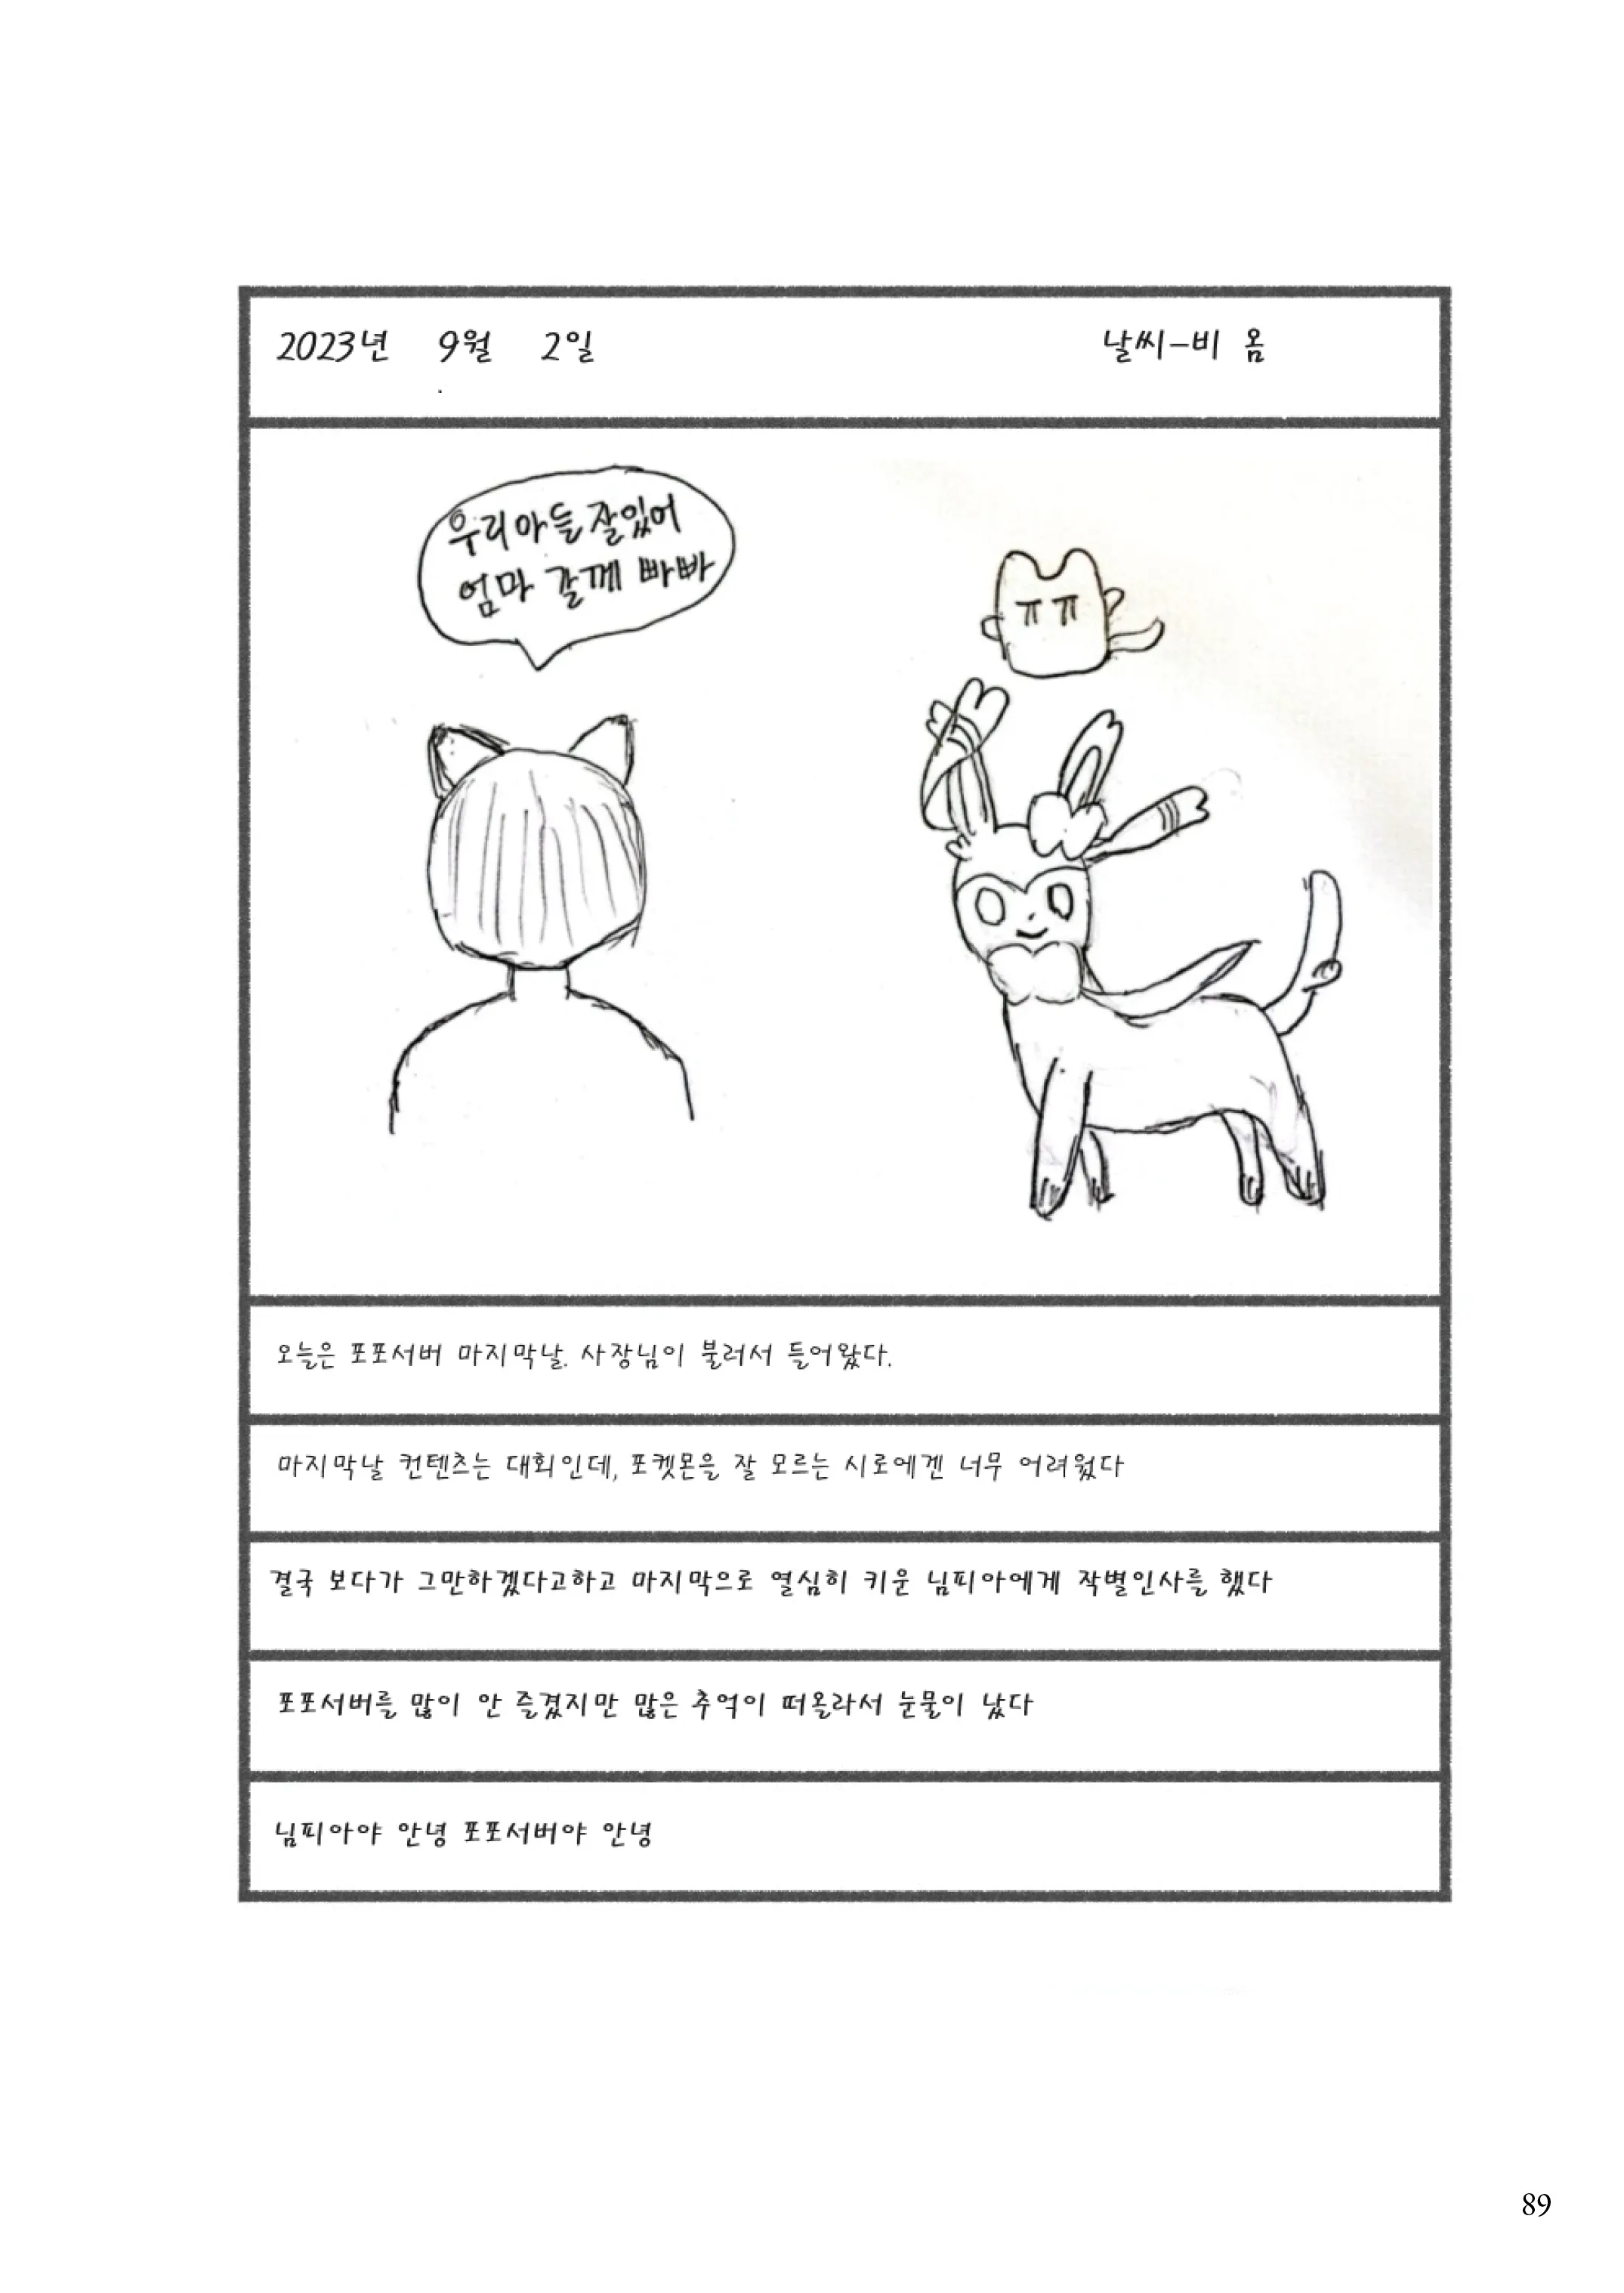 2023년 9월 2일 날씨-비 옴
우리아들 잘있어
엄마 갈께 빠빠
ㅠㅠ
오늘은 포포서버 마지막날. 사장님이 불러서 들어왔다.
마지막날 컨텐츠는 대회인데, 포켓몬을 잘 모르는 시로에겐 너무 어려웠다
결국 보다가 그만하겠다고하고 마지막으로 열심히 키운 님피아에게 작별인사를 했다
포포서버를 많이 안 즐겼지만 많은 추억이 떠올라서 눈물이 났다
님피아야 안녕 포포서버야 안녕
89